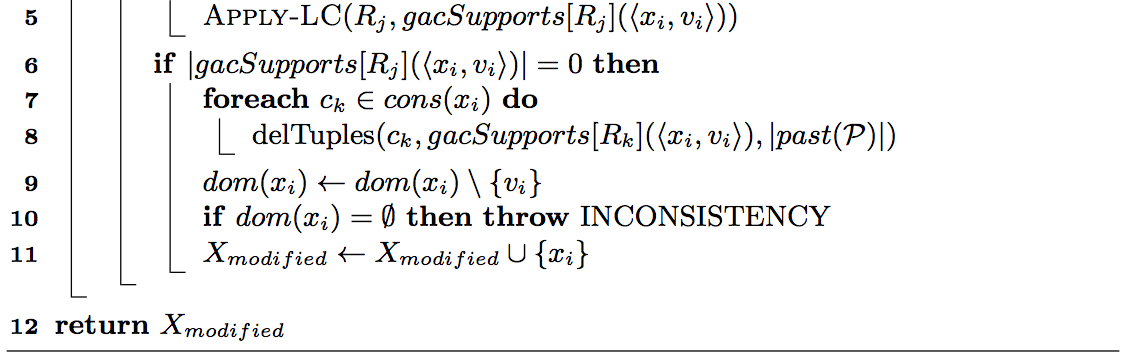 5 APPLY-LC(R_j, gacSupports[R_j](⟨x_i, v_i⟩))
6 if |gacSupports[R_j](⟨x_i, v_i⟩)| = 0 then
7 foreach c_k ∈ cons(x_i) do
8 delTuples(c_k, gacSupports[R_k](⟨x_i, v_i⟩), |past(𝒫)|)
9 dom(x_i) ← dom(x_i) \ {v_i}
10 if dom(x_i) = ∅ then throw INCONSISTENCY
11 X_modified ← X_modified ∪ {x_i}
12 return X_modified